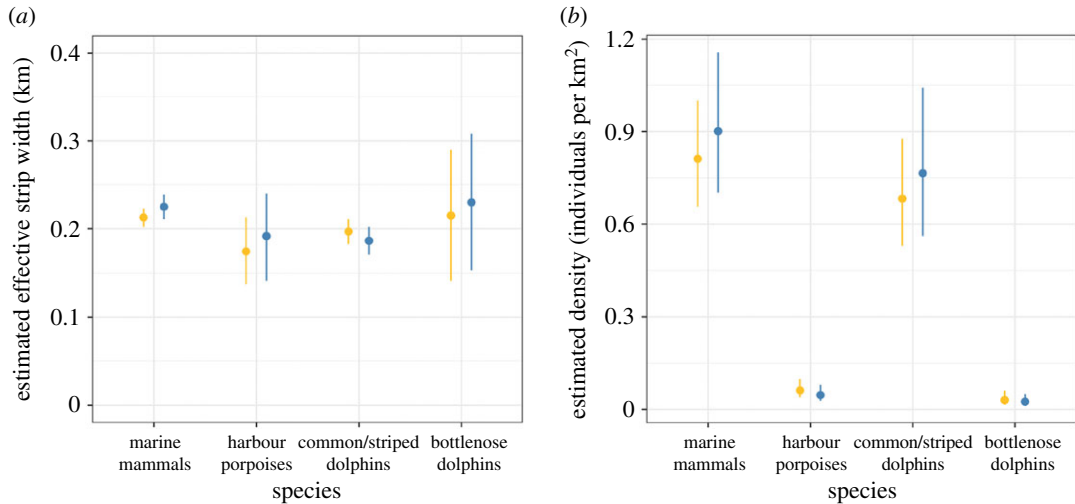 (a)
estimated effective strip width (km)
0.4
0.3
0.2
0.1
0
marine
mammals
harbour
porpoises
common/striped
dolphins
bottlenose
dolphins
species
(b)
estimated density (individuals per km²)
1.2
0.9
0.6
0.3
0
marine
mammals
harbour
porpoises
common/striped
dolphins
bottlenose
dolphins
species